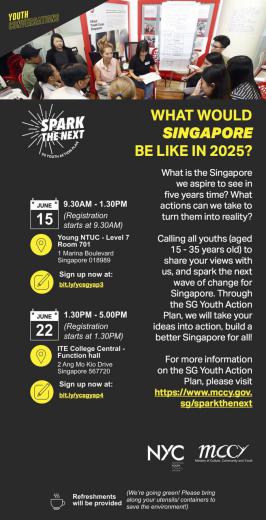 YOUTH
CONVERSATIONS
SPARK
THE NEXT
SG YOUTH ACTION PLAN
WHAT WOULD
SINGAPORE
BE LIKE IN 2025?
What is the Singapore
we aspire to see in
five years time? What
actions can we take to
turn them into reality?
Calling all youths (aged
15 - 35 years old) to
share your views with
us, and spark the next
wave of change for
Singapore. Through
the SG Youth Action
Plan, we will take your
ideas into action, build a
better Singapore for all!
For more information
on the SG Youth Action
Plan, please visit
https://www.mccy.gov.
sg/sparkthenext
JUNE
15
9.30AM - 1.30PM
(Registration
starts at 9.30AM)
Young NTUC - Level 7
Room 701
1 Marina Boulevard
Singapore 018989
Sign up now at:
bit.ly/ycsgyap3
JUNE
22
1.30PM - 5.00PM
(Registration
starts at 1.30PM)
ITE College Central -
Function hall
2 Ang Mo Kio Drive
Singapore 567720
Sign up now at:
bit.ly/ycsgyap4
NYC
mccy
Ministry of Culture, Community and Youth
Refreshments
will be provided
(We're going green! Please bring
along your utensils/ containers to
save the environment!)